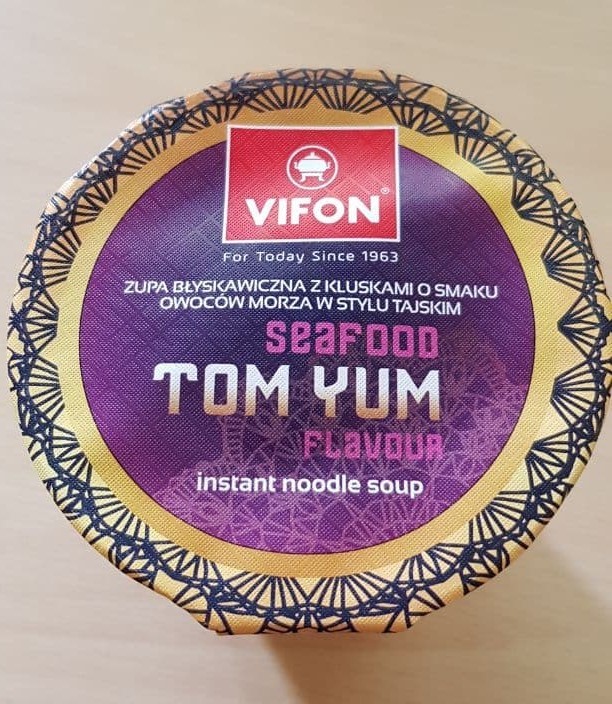 VIFON®
For Today Since 1963
ZUPA BŁYSKAWICZNA Z KLUSKAMI O SMAKU
OWOCÓW MORZA W STYLU TAJSKIM
SEAFOOD
TOM YUM
FLAVOUR
instant noodle soup